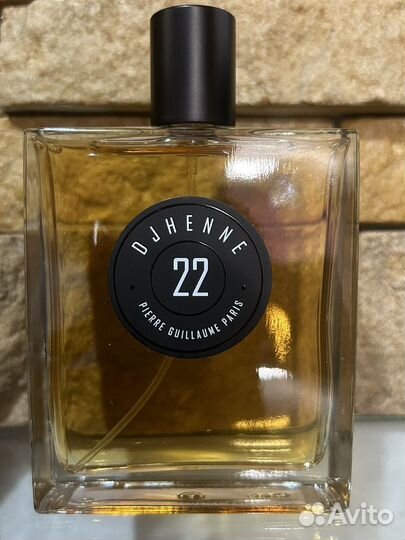 DJHENNE
22
PIERRE GUILLAUME PARIS
Avito